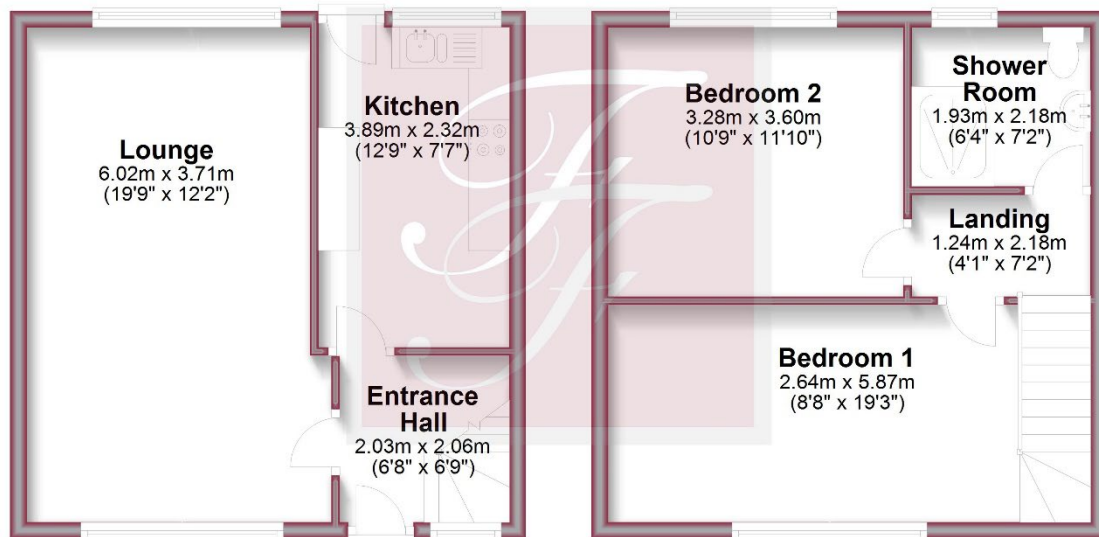 Lounge
6.02m x 3.71m
(19'9" x 12'2")
Kitchen
3.89m x 2.32m
(12'9" x 7'7")
Entrance
Hall
2.03m x 2.06m
(6'8" x 6'9")
Bedroom 2
3.28m x 3.60m
(10'9" x 11'10")
Shower
Room
1.93m x 2.18m
(6'4" x 7'2")
Landing
1.24m x 2.18m
(4'1" x 7'2")
Bedroom 1
2.64m x 5.87m
(8'8" x 19'3")